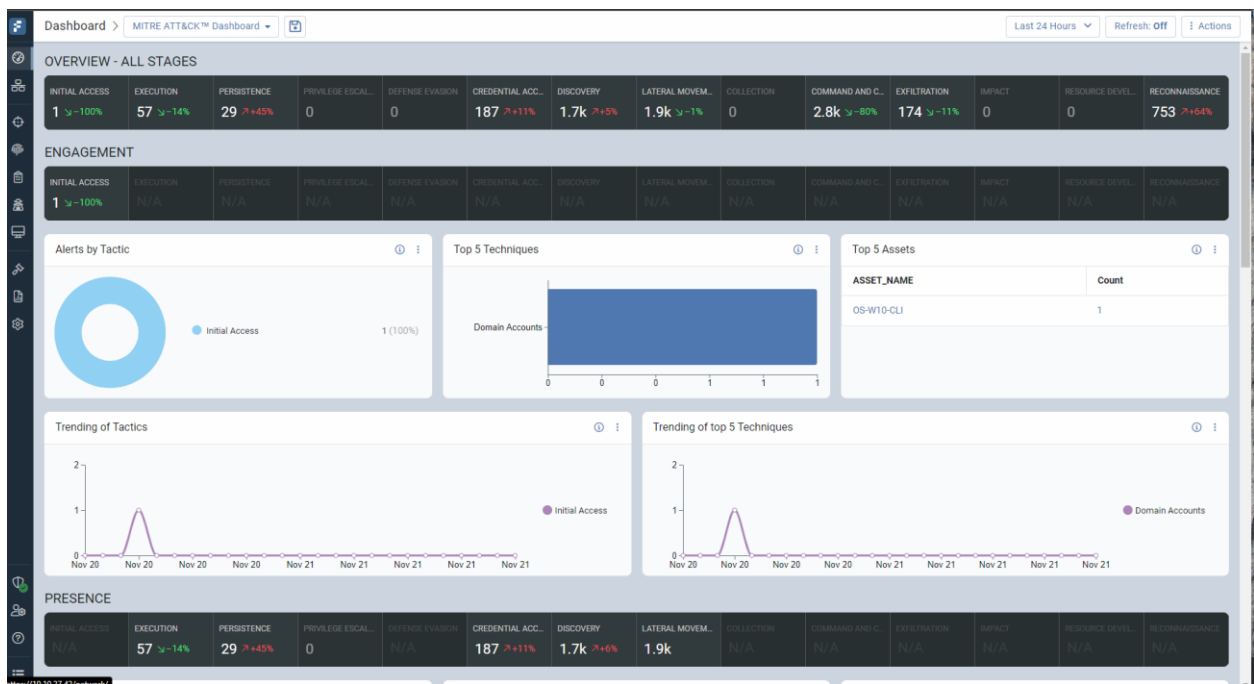 Dashboard > MITRE ATT&CK™ Dashboard Last 24 Hours Refresh: Off Actions
OVERVIEW - ALL STAGES
INITIAL ACCESS EXECUTION PERSISTENCE PRIVILEGE ESCAL... DEFENSE EVASION CREDENTIAL ACC... DISCOVERY LATERAL MOVEM... COLLECTION COMMAND AND C... EXFILTRATION IMPACT RESOURCE DEVEL... RECONNAISSANCE
1 ↘-100% 57 ↘-14% 29 ↗+45% 0 0 187 ↗+11% 1.7k ↗+5% 1.9k ↘-1% 0 2.8k ↘-80% 174 ↘-11% 0 0 753 ↗+64%
ENGAGEMENT
INITIAL ACCESS EXECUTION PERSISTENCE PRIVILEGE ESCAL... DEFENSE EVASION CREDENTIAL ACC... DISCOVERY LATERAL MOVEM... COLLECTION COMMAND AND C... EXFILTRATION IMPACT RESOURCE DEVEL... RECONNAISSANCE
1 ↘-100% N/A N/A N/A N/A N/A N/A N/A N/A N/A N/A N/A N/A N/A
Alerts by Tactic
Initial Access 1 (100%)
Top 5 Techniques
Domain Accounts
0 0 0 1 1 1
Top 5 Assets
ASSET_NAME Count
OS-W10-CLI 1
Trending of Tactics
2
1
0
Nov 20 Nov 20 Nov 20 Nov 20 Nov 21 Nov 21 Nov 21 Nov 21 Nov 21
Initial Access
Trending of top 5 Techniques
2
1
0
Nov 20 Nov 20 Nov 20 Nov 20 Nov 21 Nov 21 Nov 21 Nov 21 Nov 21
Domain Accounts
PRESENCE
INITIAL ACCESS EXECUTION PERSISTENCE PRIVILEGE ESCAL... DEFENSE EVASION CREDENTIAL ACC... DISCOVERY LATERAL MOVEM... COLLECTION COMMAND AND C... EXFILTRATION IMPACT RESOURCE DEVEL... RECONNAISSANCE
N/A 57 ↘-14% 29 ↗+45% 0 N/A 187 ↗+11% 1.7k ↗+6% 1.9k N/A N/A N/A N/A N/A N/A